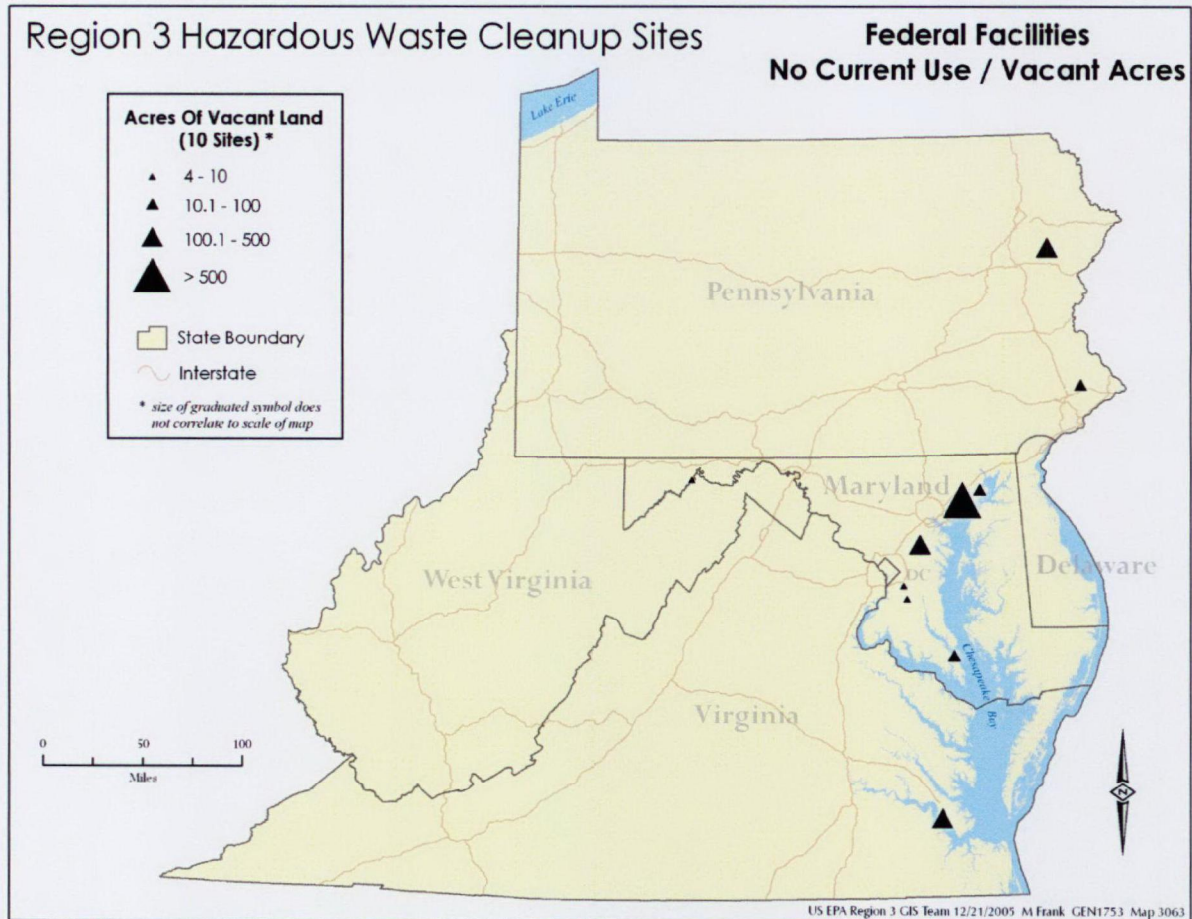 Region 3 Hazardous Waste Cleanup Sites
Federal Facilities
No Current Use / Vacant Acres
Acres Of Vacant Land
(10 Sites) *
4 - 10
10.1 - 100
100.1 - 500
> 500
State Boundary
Interstate
* size of graduated symbol does
not correlate to scale of map
Lake Erie
Pennsylvania
Maryland
West Virginia
DC
Delaware
Chesapeake Bay
Virginia
0 50 100
Miles
N
US EPA Region 3 GIS Team 12/21/2005 M Frank GEN1753 Map 3063